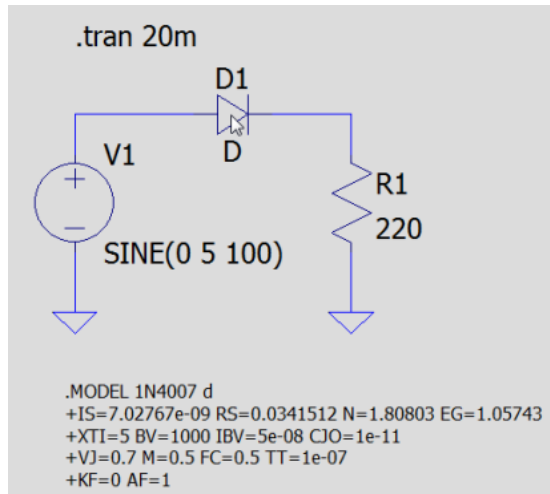 .tran 20m
D1
D
V1
SINE(0 5 100)
R1
220
.MODEL 1N4007 d
+IS=7.02767e-09 RS=0.0341512 N=1.80803 EG=1.05743
+XTI=5 BV=1000 IBV=5e-08 CJO=1e-11
+VJ=0.7 M=0.5 FC=0.5 TT=1e-07
+KF=0 AF=1